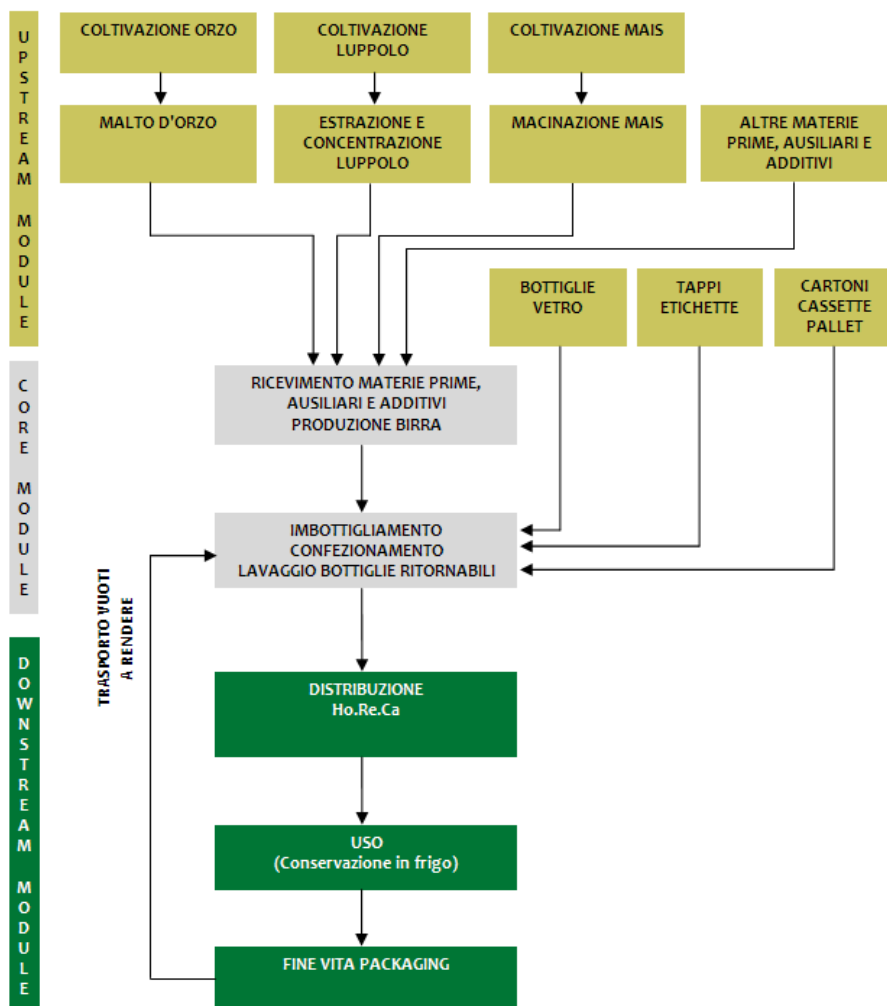 UPSTREAM MODULE
COLTIVAZIONE ORZO
COLTIVAZIONE
LUPPOLO
COLTIVAZIONE MAIS
MALTO D'ORZO
ESTRAZIONE E
CONCENTRAZIONE
LUPPOLO
MACINAZIONE MAIS
ALTRE MATERIE
PRIME, AUSILIARI E
ADDITIVI
BOTTIGLIE
VETRO
TAPPI
ETICHETTE
CARTONI
CASSETTE
PALLET
CORE MODULE
RICEVIMENTO MATERIE PRIME,
AUSILIARI E ADDITIVI
PRODUZIONE BIRRA
IMBOTTIGLIAMENTO
CONFEZIONAMENTO
LAVAGGIO BOTTIGLIE RITORNABILI
TRASPORTO VUOTI
A RENDERE
DOWNSTREAM MODULE
DISTRIBUZIONE
Ho.Re.Ca
USO
(Conservazione in frigo)
FINE VITA PACKAGING